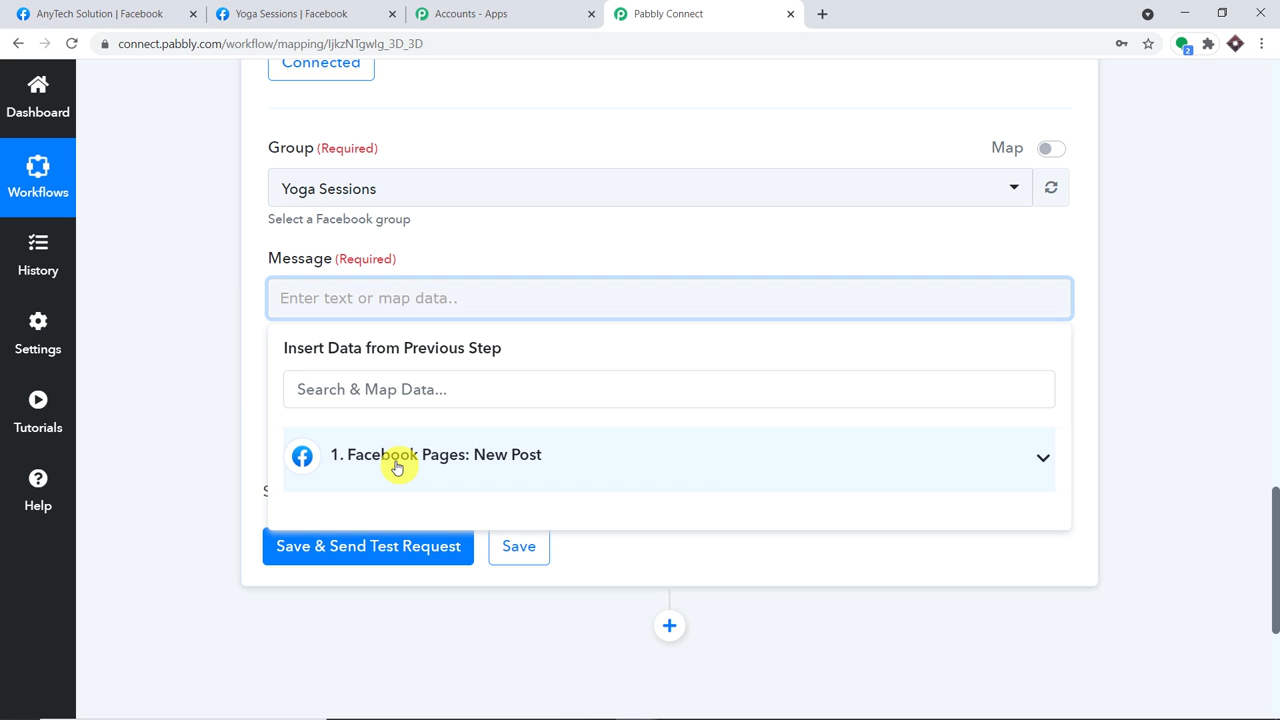 AnyTech Solution | Facebook
Yoga Sessions | Facebook
Accounts - Apps
Pabbly Connect
connect.pabbly.com/workflow/mapping/IjkzNTgwIg_3D_3D
2
Dashboard
Workflows
History
Settings
Tutorials
Help
Connected
Group (Required)
Map
Yoga Sessions
Select a Facebook group
Message (Required)
Enter text or map data..
Insert Data from Previous Step
Search & Map Data...
1. Facebook Pages: New Post
Save & Send Test Request
Save